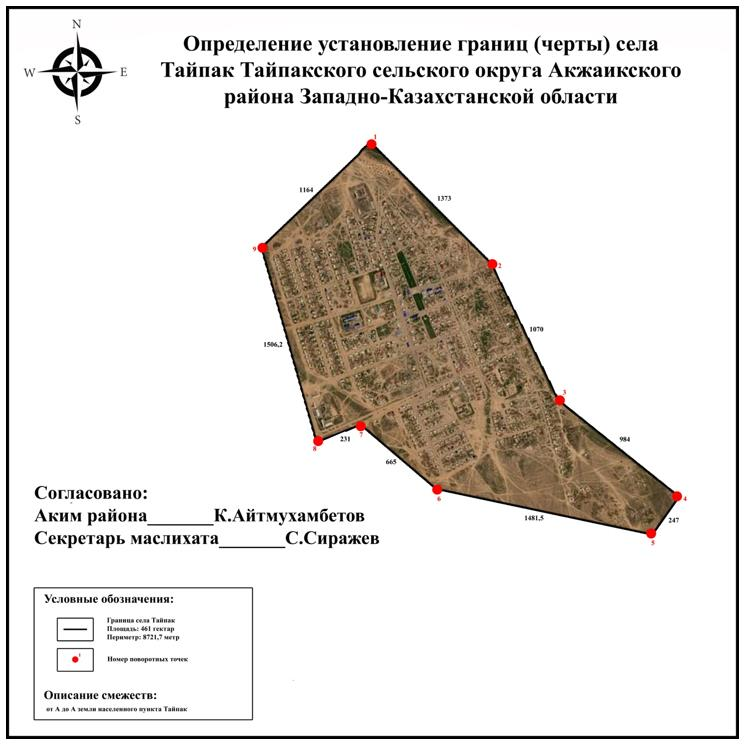 N
W
E
S
Определение установление границ (черты) села
Тайпак Тайпакского сельского округа Акжаикского
района Западно-Казахстанской области
1
1164
1373
9
2
1070
1506,2
3
7
984
8
231
665
6
4
1481,5
247
5
Согласовано:
Аким района_______К.Айтмухамбетов
Секретарь маслихата_______С.Сиражев
Условные обозначения:
Граница села Тайпак
Площадь: 461 гектар
Периметр: 8721,7 метр
1
Номер поворотных точек
Описание смежеств:
от А до А земли населенного пункта Тайпак